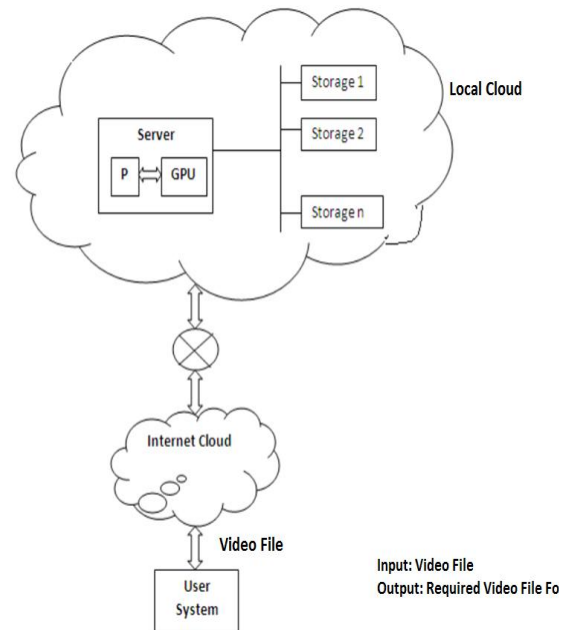 Storage 1
Local Cloud
Server
Storage 2
P
GPU
Storage n
Internet Cloud
Video File
Input: Video File
Output: Required Video File Fo
User
System